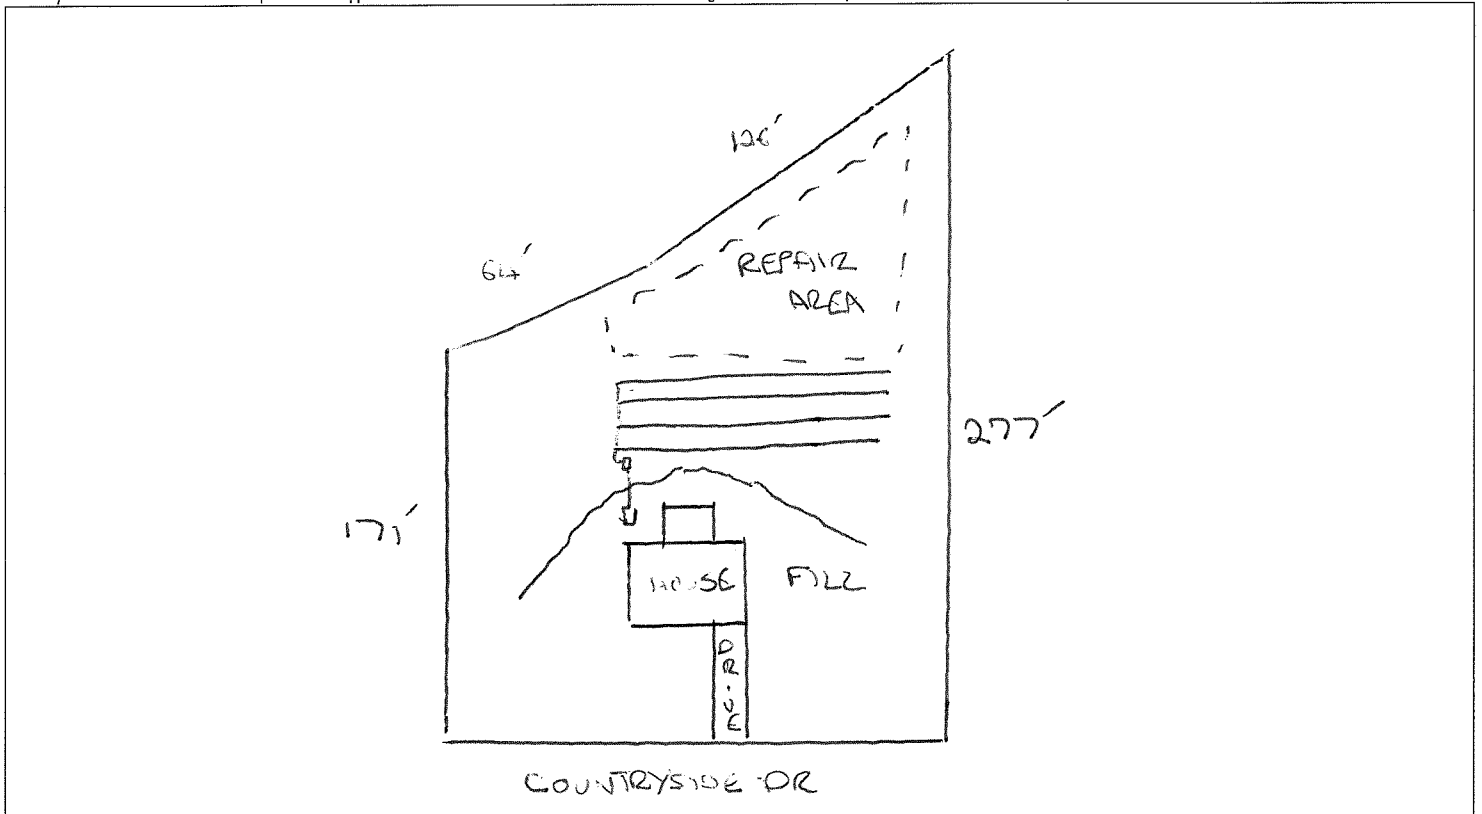 126'
64'
REPAIR
AREA
277'
171'
HOUSE
FILL
DRIVE
COUNTRYSIDE DR